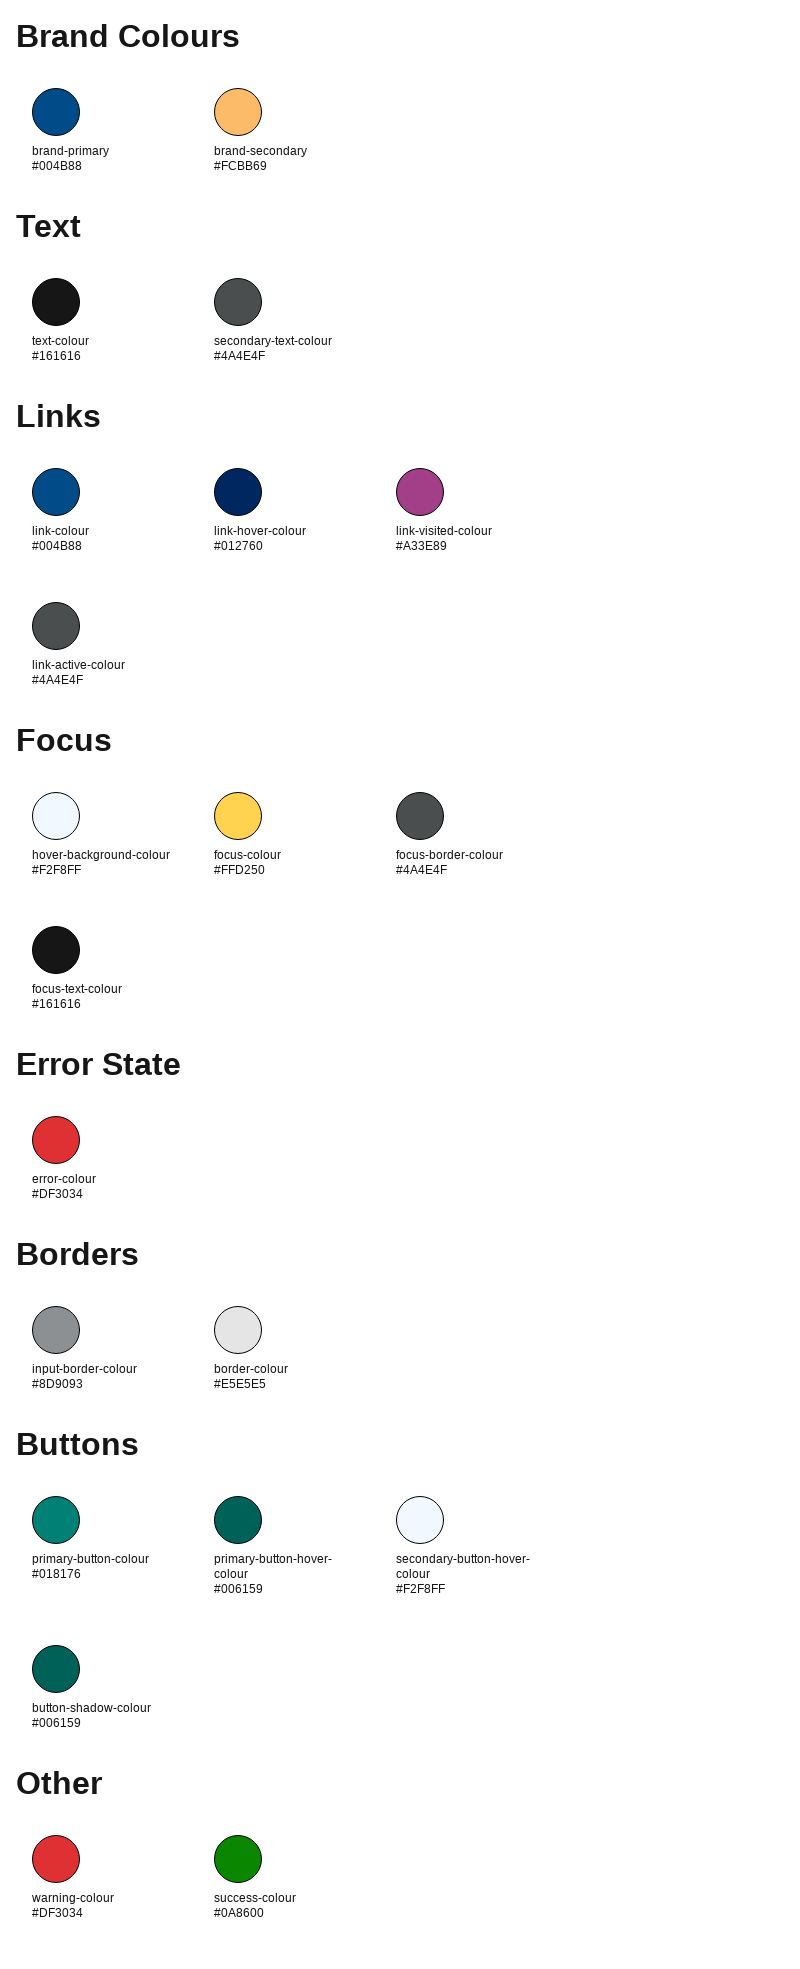 Brand Colours
brand-primary
#004B88
brand-secondary
#FCBB69
Text
text-colour
#161616
secondary-text-colour
#4A4E4F
Links
link-colour
#004B88
link-hover-colour
#012760
link-visited-colour
#A33E89
link-active-colour
#4A4E4F
Focus
hover-background-colour
#F2F8FF
focus-colour
#FFD250
focus-border-colour
#4A4E4F
focus-text-colour
#161616
Error State
error-colour
#DF3034
Borders
input-border-colour
#8D9093
border-colour
#E5E5E5
Buttons
primary-button-colour
#018176
primary-button-hover-
colour
#006159
secondary-button-hover-
colour
#F2F8FF
button-shadow-colour
#006159
Other
warning-colour
#DF3034
success-colour
#0A8600